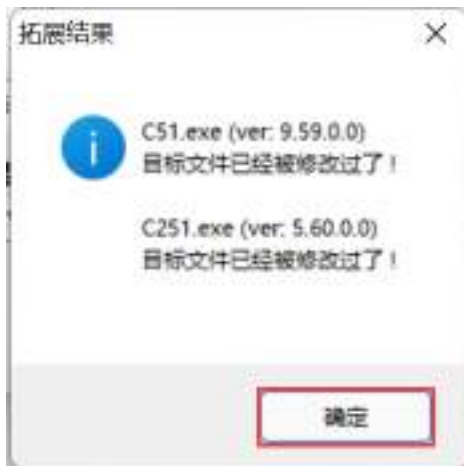 拓展结果
C51.exe (ver: 9.59.0.0)
目标文件已经被修改过了！
C251.exe (ver: 5.60.0.0)
目标文件已经被修改过了！
确定